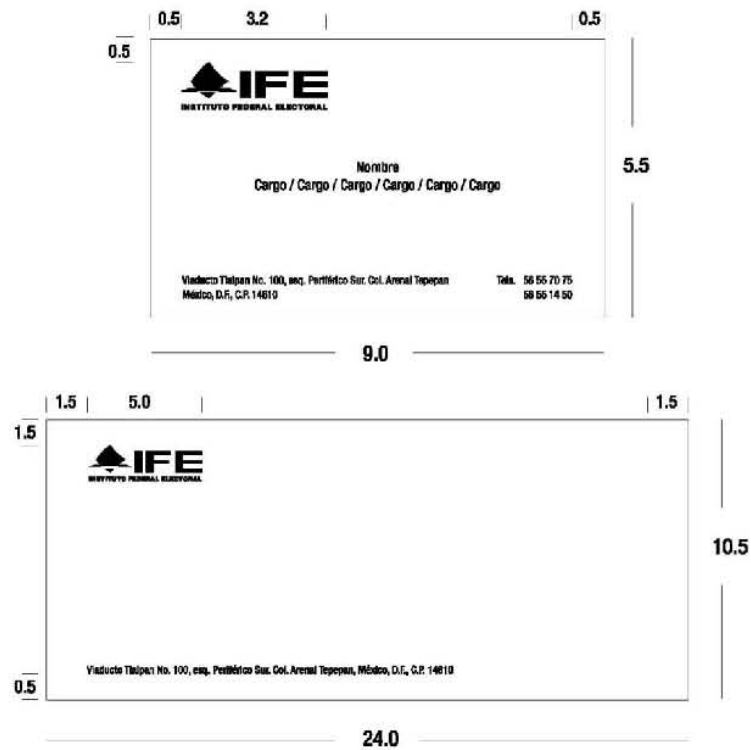 0.5 3.2 0.5
0.5
IFE
INSTITUTO FEDERAL ELECTORAL
Nombre
Cargo / Cargo / Cargo / Cargo / Cargo / Cargo
5.5
Viaducto Tlalpan No. 100, esq. Periférico Sur. Col. Arenal Tepepan Tels. 56 55 70 75
México, D.F., C.P. 14610 56 55 14 50
9.0
1.5 5.0 1.5
1.5
IFE
INSTITUTO FEDERAL ELECTORAL
10.5
Viaducto Tlalpan No. 100, esq. Periférico Sur. Col. Arenal Tepepan, México, D.F., C.P. 14610
0.5
24.0